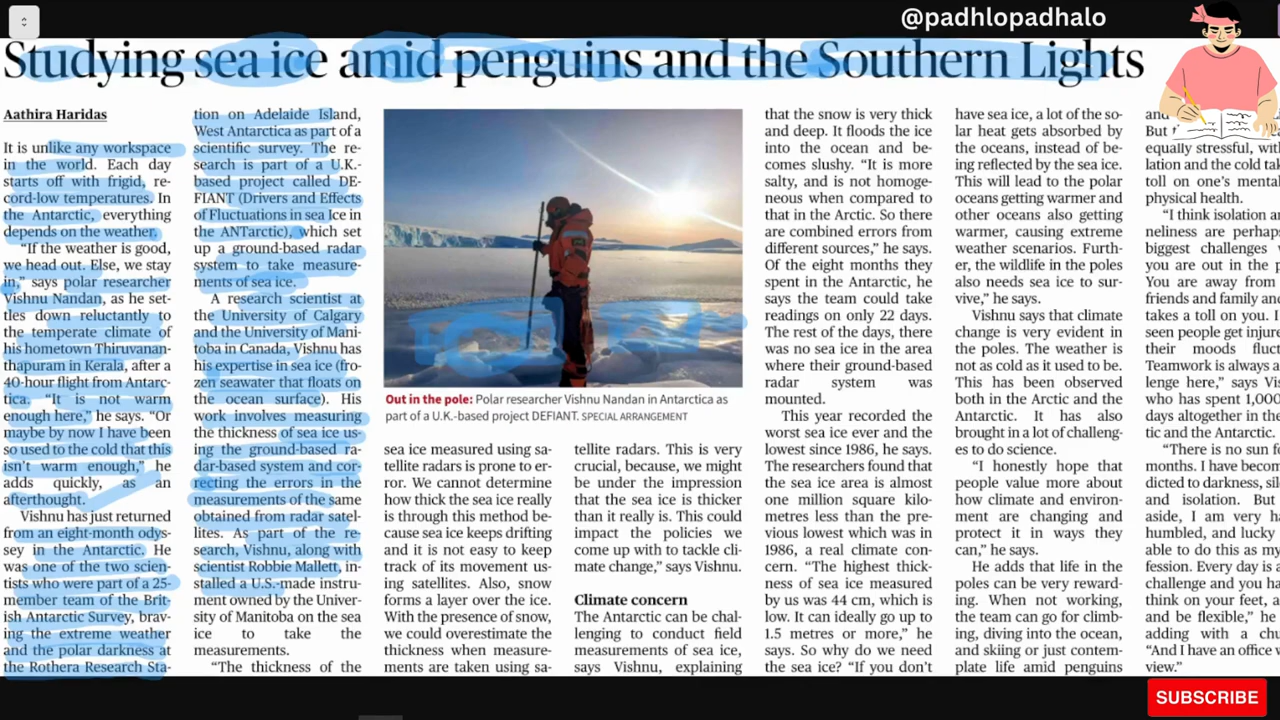 @padhlopadhalo
Studying sea ice amid penguins and the Southern Lights
Aathira Haridas
It is unlike any workspace
in the world. Each day
starts off with frigid, re-
cord-low temperatures. In
the Antarctic, everything
depends on the weather.
“If the weather is good,
we head out. Else, we stay
in,” says polar researcher
Vishnu Nandan, as he set-
tles down reluctantly to
the temperate climate of
his hometown Thiruvanan-
thapuram in Kerala, after a
40-hour flight from Antarc-
tica. “It is not warm
enough here,” he says. “Or
maybe by now I have been
so used to the cold that this
isn’t warm enough,” he
adds quickly, as an
afterthought.
Vishnu has just returned
from an eight-month odys-
sey in the Antarctic. He
was one of the two scien-
tists who were part of a 25-
member team of the Brit-
ish Antarctic Survey, brav-
ing the extreme weather
and the polar darkness at
the Rothera Research Sta-
tion on Adelaide Island,
West Antarctica as part of a
scientific survey. The re-
search is part of a U.K.-
based project called DE-
FIANT (Drivers and Effects
of Fluctuations in sea Ice in
the ANTarctic), which set
up a ground-based radar
system to take measure-
ments of sea ice.
A research scientist at
the University of Calgary
and the University of Mani-
toba in Canada, Vishnu has
his expertise in sea ice (fro-
zen seawater that floats on
the ocean surface). His
work involves measuring
the thickness of sea ice us-
ing the ground-based ra-
dar-based system and cor-
recting the errors in the
measurements of the same
obtained from radar satel-
lites. As part of the re-
search, Vishnu, along with
scientist Robbie Mallett, in-
stalled a U.S.-made instru-
ment owned by the Univer-
sity of Manitoba on the sea
ice to take the
measurements.
“The thickness of the
Out in the pole: Polar researcher Vishnu Nandan in Antarctica as
part of a U.K.-based project DEFIANT. SPECIAL ARRANGEMENT
sea ice measured using sa-
tellite radars is prone to er-
ror. We cannot determine
how thick the sea ice really
is through this method be-
cause sea ice keeps drifting
and it is not easy to keep
track of its movement us-
ing satellites. Also, snow
forms a layer over the ice.
With the presence of snow,
we could overestimate the
thickness when measure-
ments are taken using sa-
tellite radars. This is very
crucial, because, we might
be under the impression
that the sea ice is thicker
than it really is. This could
impact the policies we
come up with to tackle cli-
mate change,” says Vishnu.
Climate concern
The Antarctic can be chal-
lenging to conduct field
measurements of sea ice,
says Vishnu, explaining
that the snow is very thick
and deep. It floods the ice
into the ocean and be-
comes slushy. “It is more
salty, and is not homoge-
neous when compared to
that in the Arctic. So there
are combined errors from
different sources,” he says.
Of the eight months they
spent in the Antarctic, he
says the team could take
readings on only 22 days.
The rest of the days, there
was no sea ice in the area
where their ground-based
radar system was
mounted.
This year recorded the
worst sea ice ever and the
lowest since 1986, he says.
The researchers found that
the sea ice area is almost
one million square kilo-
metres less than the pre-
vious lowest which was in
1986, a real climate con-
cern. “The highest thick-
ness of sea ice measured
by us was 44 cm, which is
low. It can ideally go up to
1.5 metres or more,” he
says. So why do we need
the sea ice? “If you don’t
have sea ice, a lot of the so-
lar heat gets absorbed by
the oceans, instead of be-
ing reflected by the sea ice.
This will lead to the polar
oceans getting warmer and
other oceans also getting
warmer, causing extreme
weather scenarios. Furth-
er, the wildlife in the poles
also needs sea ice to sur-
vive,” he says.
Vishnu says that climate
change is very evident in
the poles. The weather is
not as cold as it used to be.
This has been observed
both in the Arctic and the
Antarctic. It has also
brought in a lot of challeng-
es to do science.
“I honestly hope that
people value more about
how climate and environ-
ment are changing and
protect it in ways they
can,” he says.
He adds that life in the
poles can be very reward-
ing. When not working,
the team can go for climb-
ing, diving into the ocean,
and skiing or just contem-
plate life amid penguins
and
But
equally stressful, wit
lation and the cold tak
toll on one’s mental
physical health.
“I think isolation a
neliness are perhaps
biggest challenges
you are out in the p
You are away from
friends and family and
takes a toll on you. I
seen people get injur
their moods fluct
Teamwork is always a
lenge here,” says Vis
who has spent 1,000
days altogether in the
tic and the Antarctic.
“There is no sun f
months. I have becom
dicted to darkness, sil
and isolation. But
aside, I am very h
humbled, and lucky
able to do this as my
fession. Every day is a
challenge and you ha
think on your feet, a
and be flexible,” he
adding with a chu
“And I have an office w
view.”
SUBSCRIBE